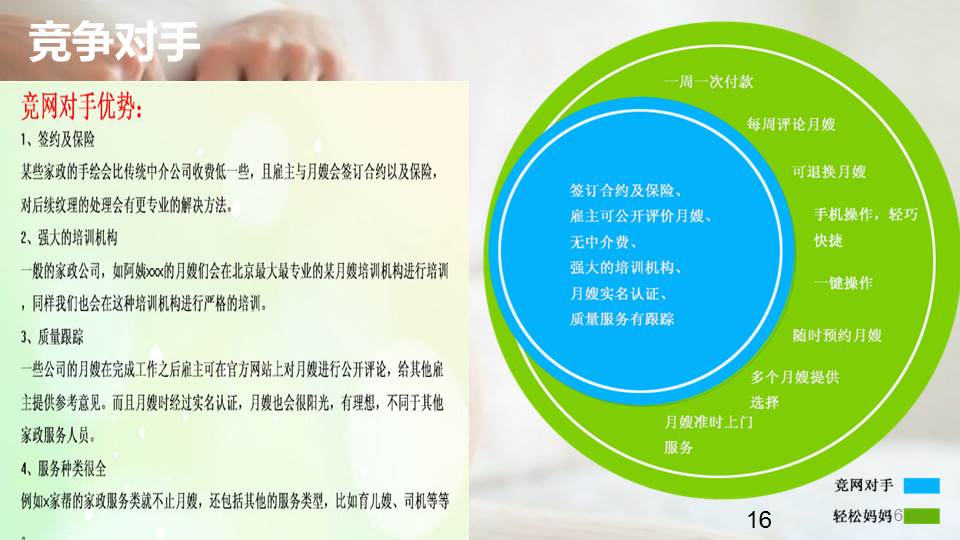 竞争对手
竞网对手优势:
1、签约及保险
某些家政的手绘会比传统中介公司收费低一些，且雇主与月嫂会签订合约以及保险，
对后续纹理的处理会有更专业的解决方法。
2、强大的培训机构
一般的家政公司，如阿姨xxx的月嫂们会在北京最大最专业的某月嫂培训机构进行培训
，同样我们也会在这种培训机构进行严格的培训。
3、质量跟踪
一些公司的月嫂在完成工作之后雇主可在官方网站上对月嫂进行公开评论，给其他雇
主提供参考意见。而且月嫂时经过实名认证，月嫂也会很阳光，有理想，不同于其他
家政服务人员。
4、服务种类很全
例如x家帮的家政服务类就不止月嫂，还包括其他的服务类型，比如育儿嫂、司机等等
。
签订合约及保险、
雇主可公开评价月嫂、
无中介费、
强大的培训机构、
月嫂实名认证、
质量服务有跟踪
一周一次付款
每周评论月嫂
可退换月嫂
手机操作，轻巧
快捷
一键操作
随时预约月嫂
多个月嫂提供
选择
月嫂准时上门
服务
竞网对手
轻松妈妈
6
16